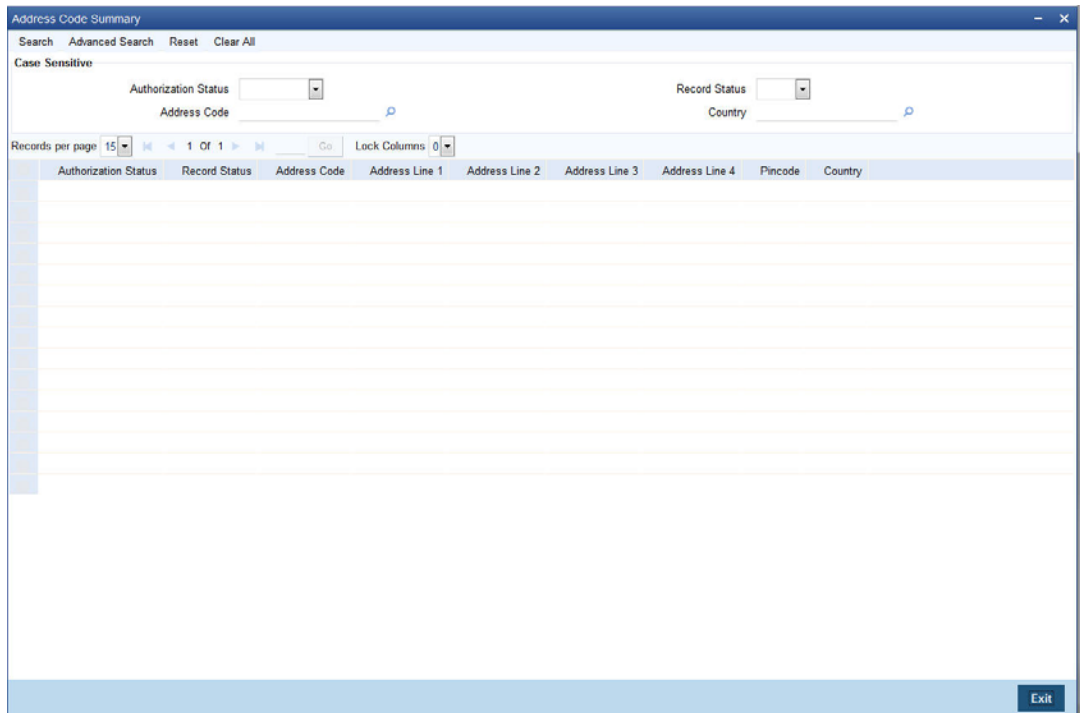 Address Code Summary
Search Advanced Search Reset Clear All
Case Sensitive
Authorization Status Record Status
Address Code Country
Records per page 15 1 Of 1 Go Lock Columns 0
Authorization Status Record Status Address Code Address Line 1 Address Line 2 Address Line 3 Address Line 4 Pincode Country
Exit